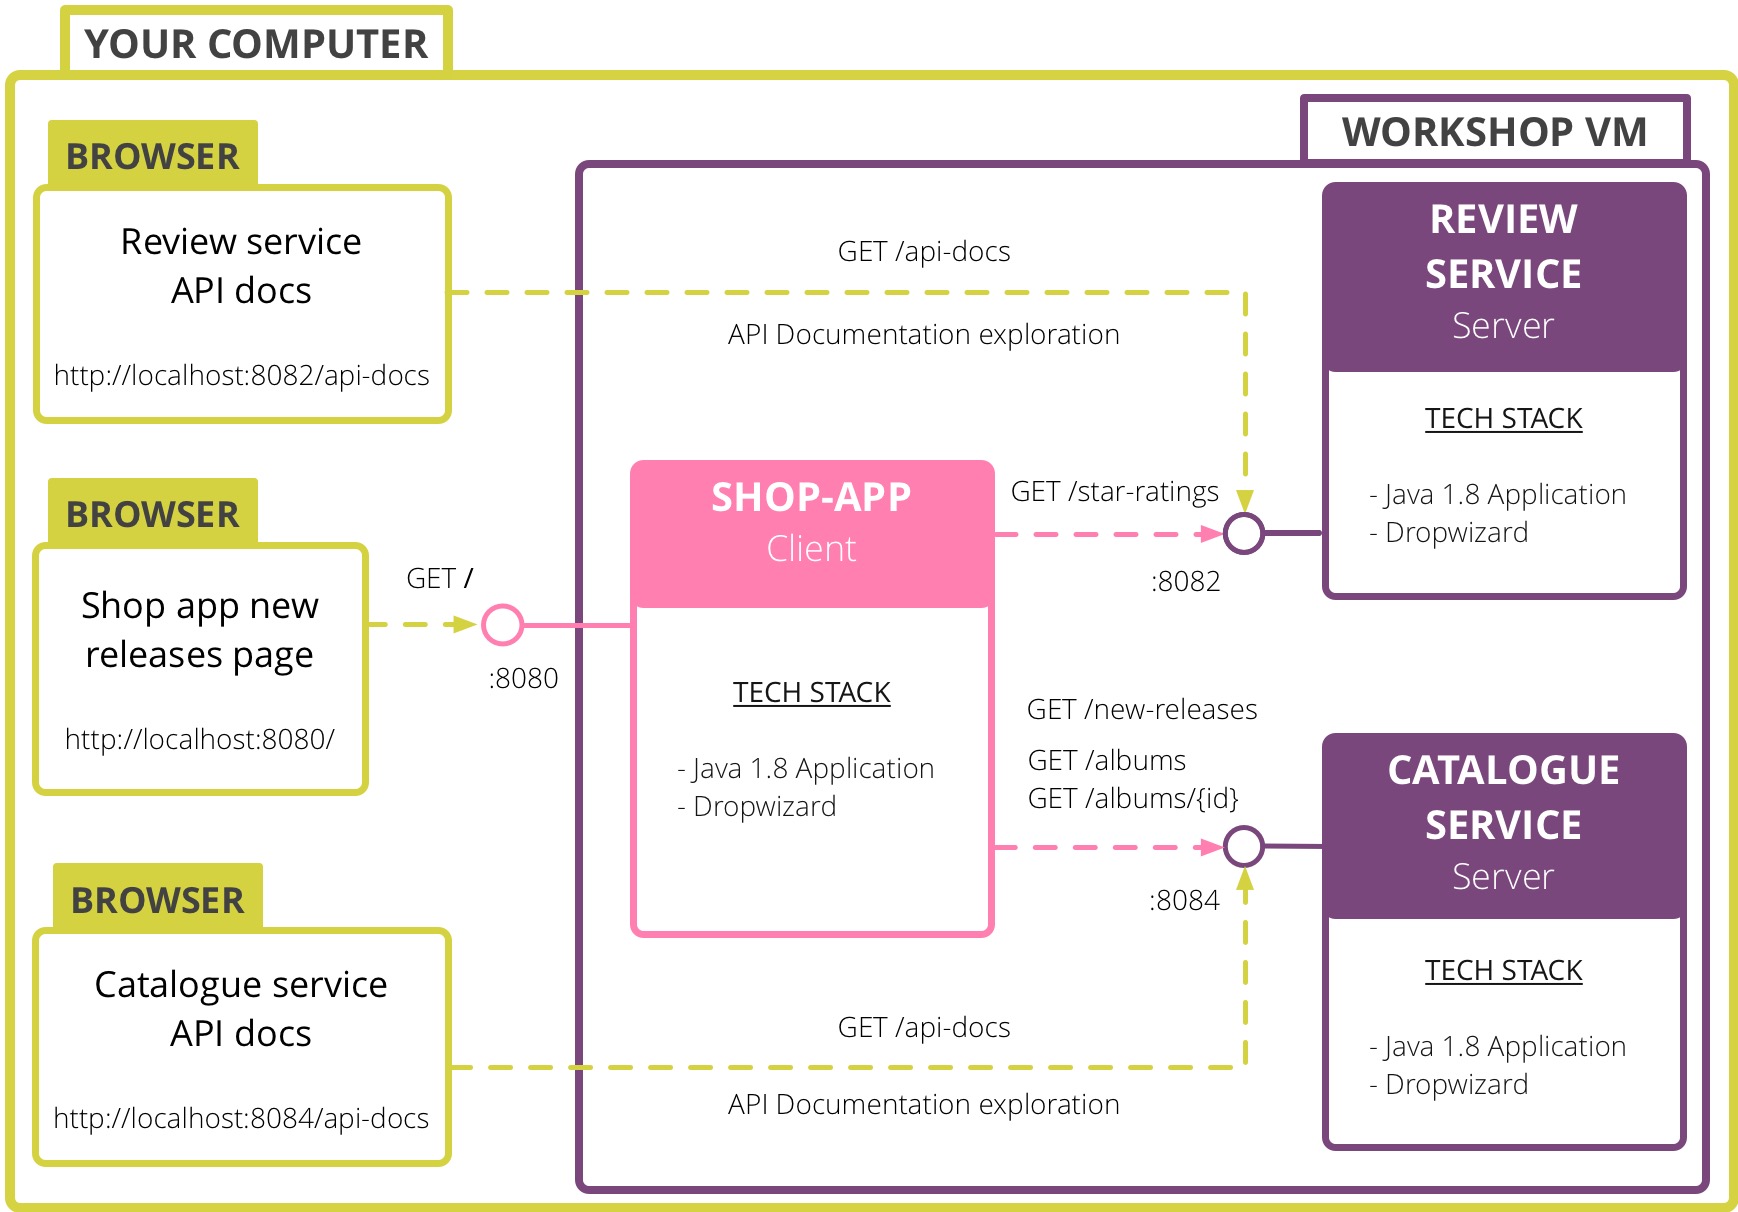 YOUR COMPUTER
WORKSHOP VM
BROWSER
Review service
API docs
http://localhost:8082/api-docs
GET /api-docs
API Documentation exploration
REVIEW
SERVICE
Server
TECH STACK
- Java 1.8 Application
- Dropwizard
BROWSER
Shop app new
releases page
http://localhost:8080/
GET /
:8080
SHOP-APP
Client
TECH STACK
- Java 1.8 Application
- Dropwizard
GET /star-ratings
:8082
GET /new-releases
GET /albums
GET /albums/{id}
:8084
CATALOGUE
SERVICE
Server
TECH STACK
- Java 1.8 Application
- Dropwizard
BROWSER
Catalogue service
API docs
http://localhost:8084/api-docs
GET /api-docs
API Documentation exploration